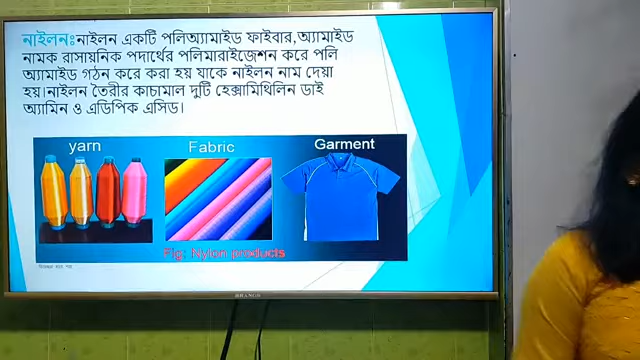 নাইলনঃনাইলন একটি পলিঅ্যামাইড ফাইবার,অ্যামাইড
নামক রাসায়নিক পদার্থের পলিমারাইজেশন করে পলি
অ্যামাইড গঠন করে করা হয় যাকে নাইলন নাম দেয়া
হয়।নাইলন তৈরীর কাচামাল দুটি হেক্সামিথিলিন ডাই
অ্যামিন ও এডিপিক এসিড।
yarn Fabric Garment
Fig: Nylon products